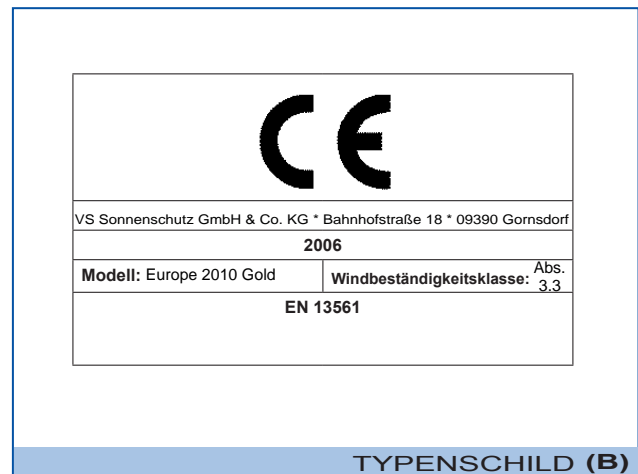 CE
VS Sonnenschutz GmbH & Co. KG * Bahnhofstraße 18 * 09390 Gornsdorf
2006
Modell: Europe 2010 Gold
Windbeständigkeitsklasse: Abs. 3.3
EN 13561
TYPENSCHILD (B)